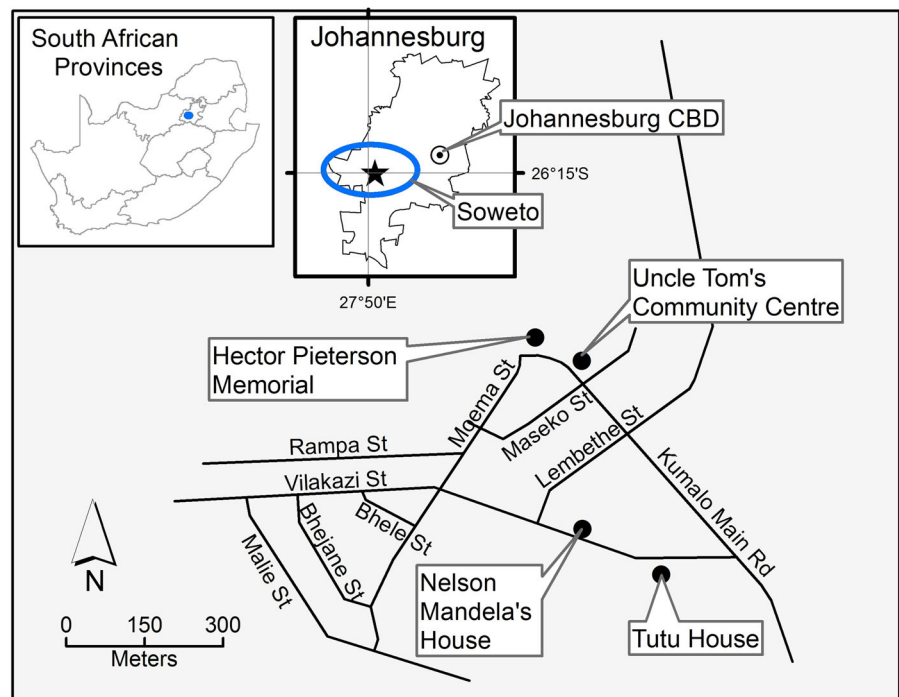 South African
Provinces
Johannesburg
Johannesburg CBD
26°15'S
Soweto
27°50'E
Uncle Tom's
Community Centre
Hector Pieterson
Memorial
Moema St
Maseko St
Lembethe St
Rampa St
Kumalo Main Rd
Vilakazi St
Bhele St
Bhejane St
Malie St
N
Nelson
Mandela's
House
Tutu House
0 150 300
Meters